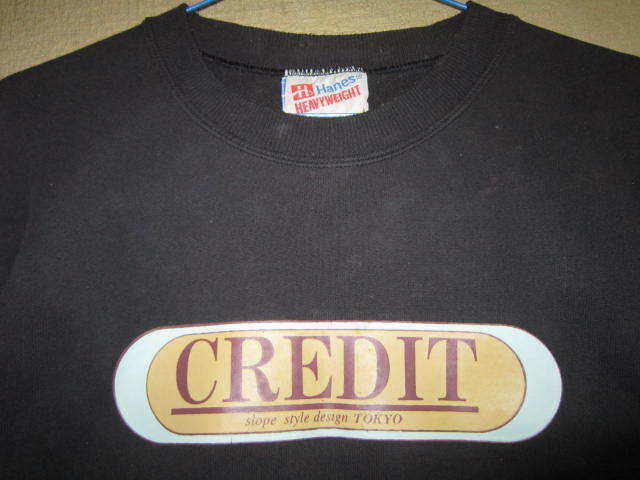 H Hanes®
HEAVYWEIGHT
CREDIT
slope style design TOKYO